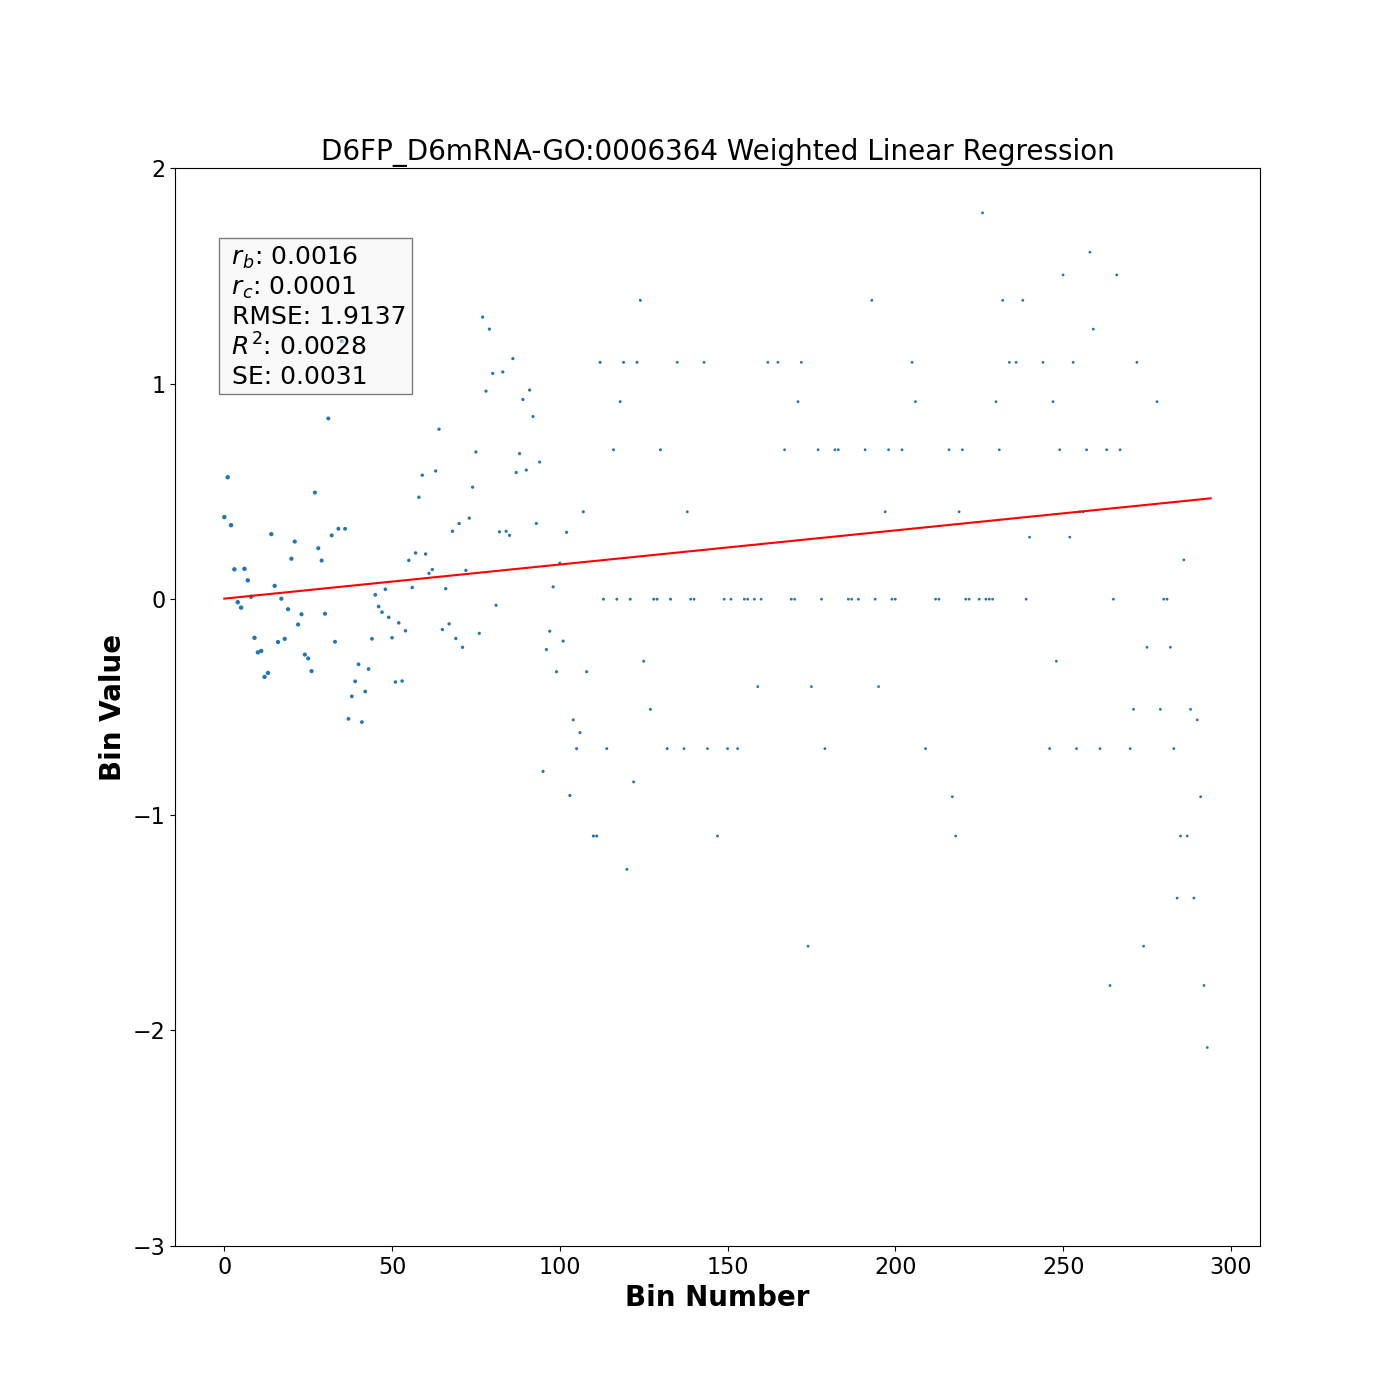 D6FP_D6mRNA-GO:0006364 Weighted Linear Regression
2
r_b: 0.0016
r_c: 0.0001
RMSE: 1.9137
R²: 0.0028
SE: 0.0031
1
0
Bin Value
−1
−2
−3
0 50 100 150 200 250 300
Bin Number